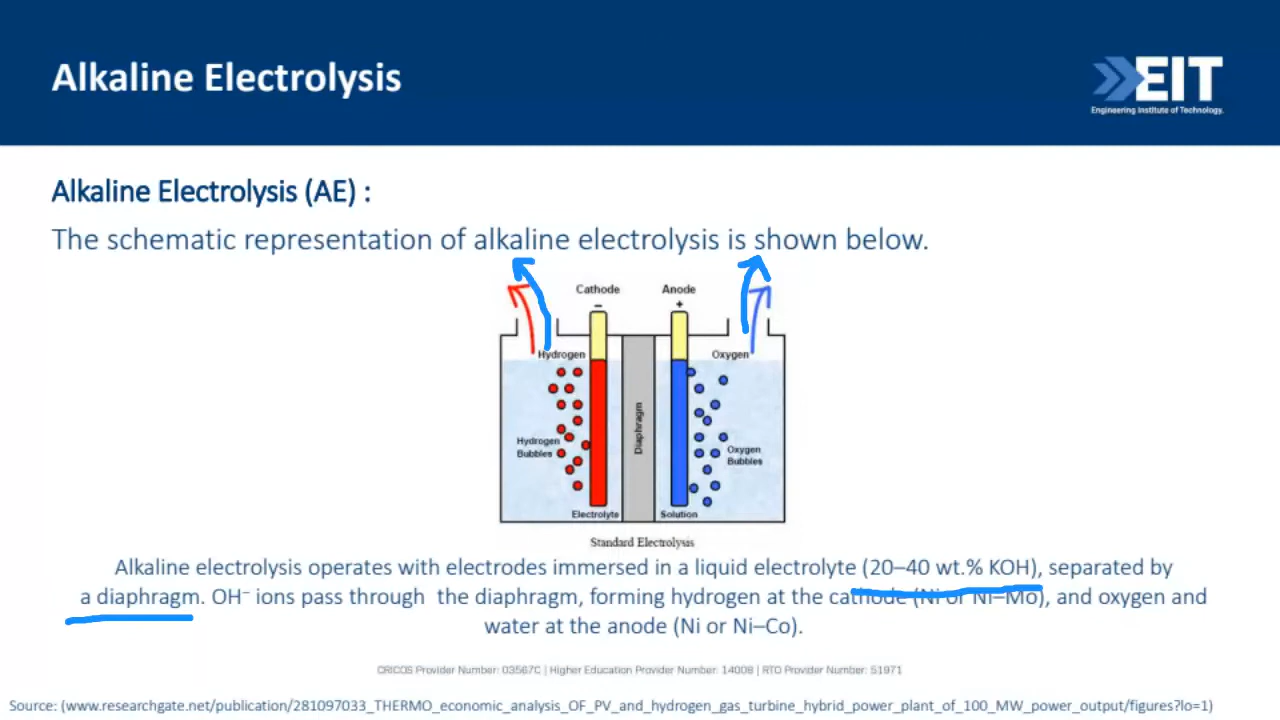 Alkaline Electrolysis
EIT
Engineering Institute of Technology.
Alkaline Electrolysis (AE) :
The schematic representation of alkaline electrolysis is shown below.
Cathode Anode
– +
Hydrogen Oxygen
Diaphragm
Hydrogen
Bubbles
Oxygen
Bubbles
Electrolyte Solution
Standard Electrolysis
Alkaline electrolysis operates with electrodes immersed in a liquid electrolyte (20–40 wt.% KOH), separated by
a diaphragm. OH⁻ ions pass through the diaphragm, forming hydrogen at the cathode (Ni or Ni–Mo), and oxygen and
water at the anode (Ni or Ni–Co).
CRICOS Provider Number: 03567C | Higher Education Provider Number: 14008 | RTO Provider Number: 51971
Source: (www.researchgate.net/publication/281097033_THERMO_economic_analysis_OF_PV_and_hydrogen_gas_turbine_hybrid_power_plant_of_100_MW_power_output/figures?lo=1)